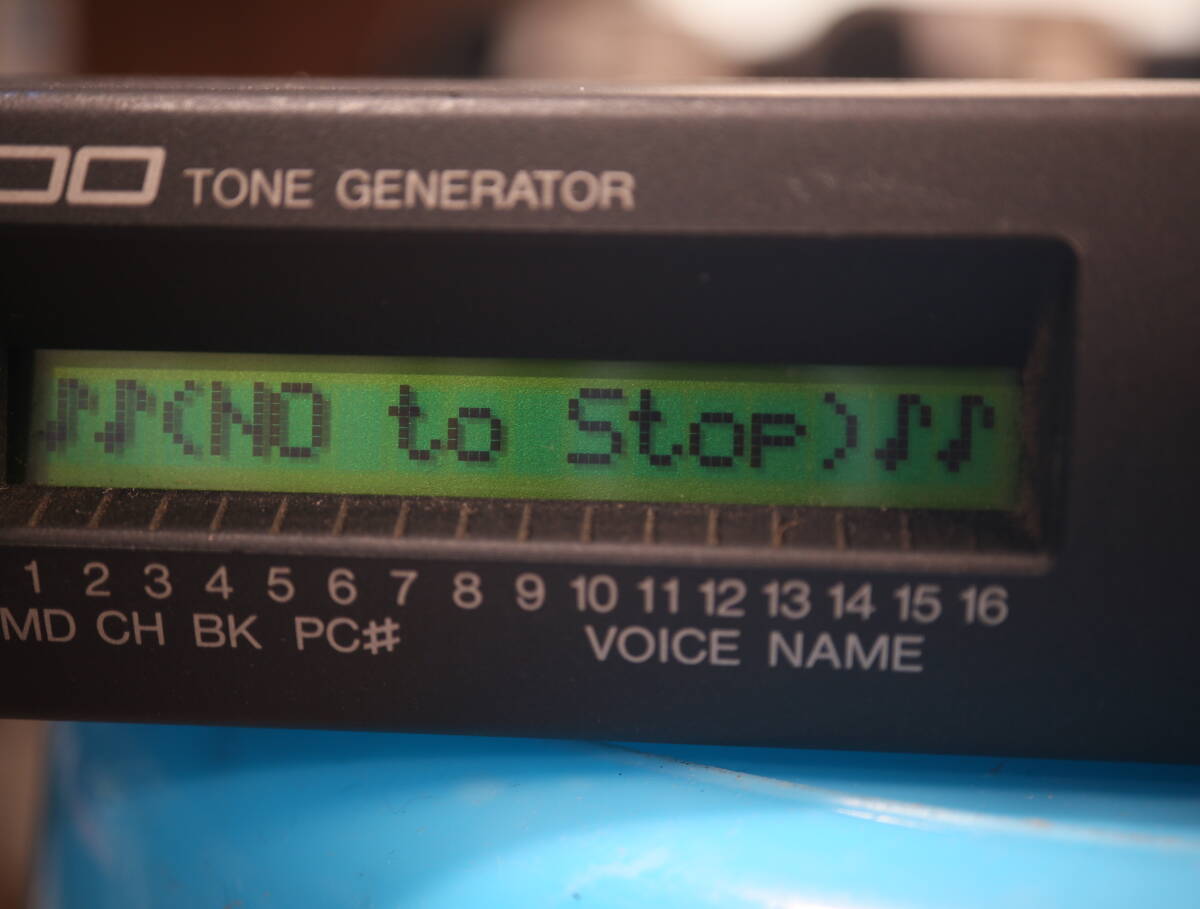 TONE GENERATOR
♪♪(ND to Stop)♪♪
1 2 3 4 5 6 7 8 9 10 11 12 13 14 15 16
MD CH BK PC# VOICE NAME